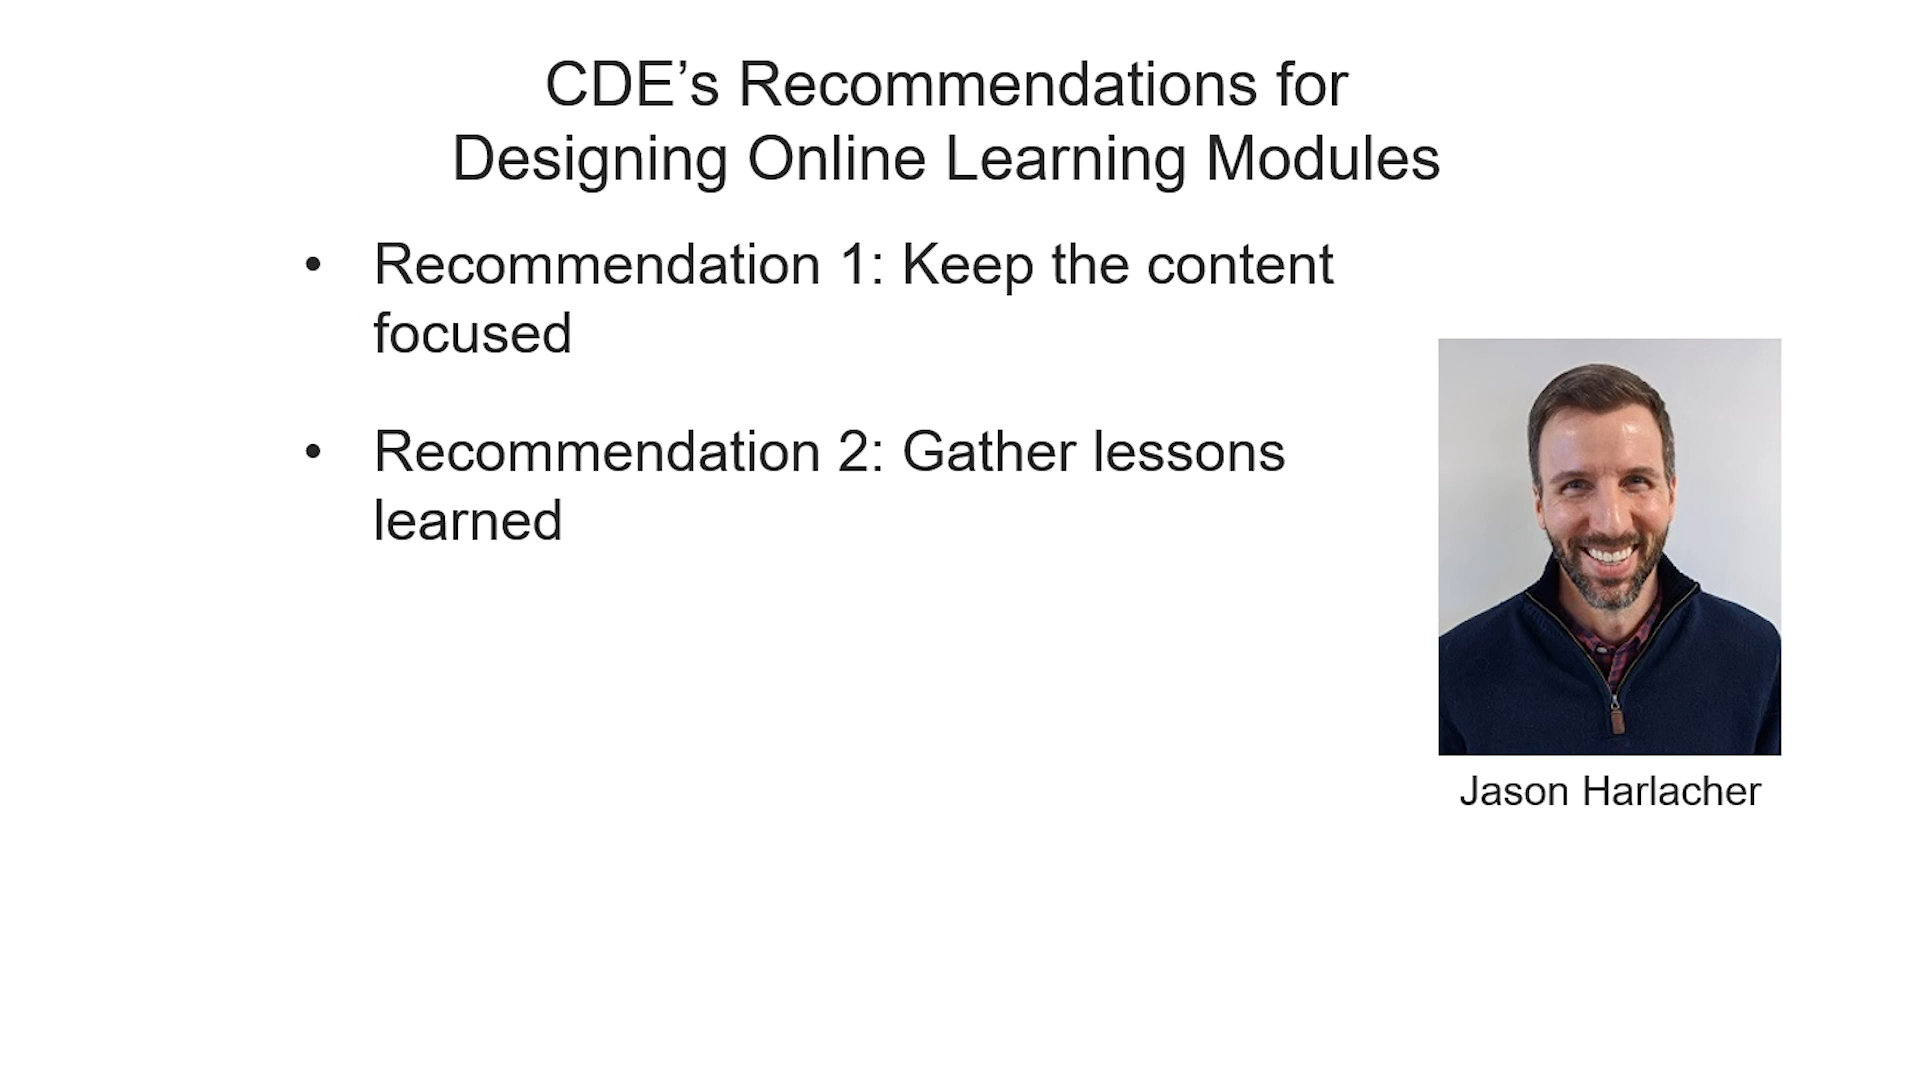 CDE’s Recommendations for
Designing Online Learning Modules
• Recommendation 1: Keep the content
focused
• Recommendation 2: Gather lessons
learned
Jason Harlacher